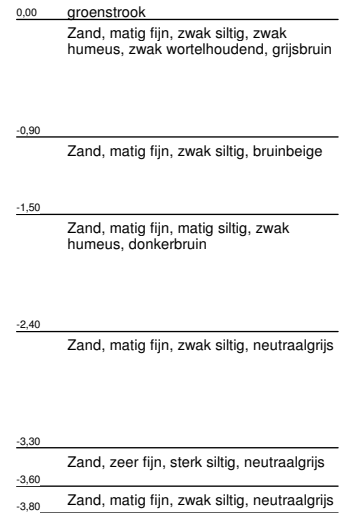 0,00 groenstrook
Zand, matig fijn, zwak siltig, zwak
humeus, zwak wortelhoudend, grijsbruin
-0,90
Zand, matig fijn, zwak siltig, bruinbeige
-1,50
Zand, matig fijn, matig siltig, zwak
humeus, donkerbruin
-2,40
Zand, matig fijn, zwak siltig, neutraalgrijs
-3,30
Zand, zeer fijn, sterk siltig, neutraalgrijs
-3,60
Zand, matig fijn, zwak siltig, neutraalgrijs
-3,80